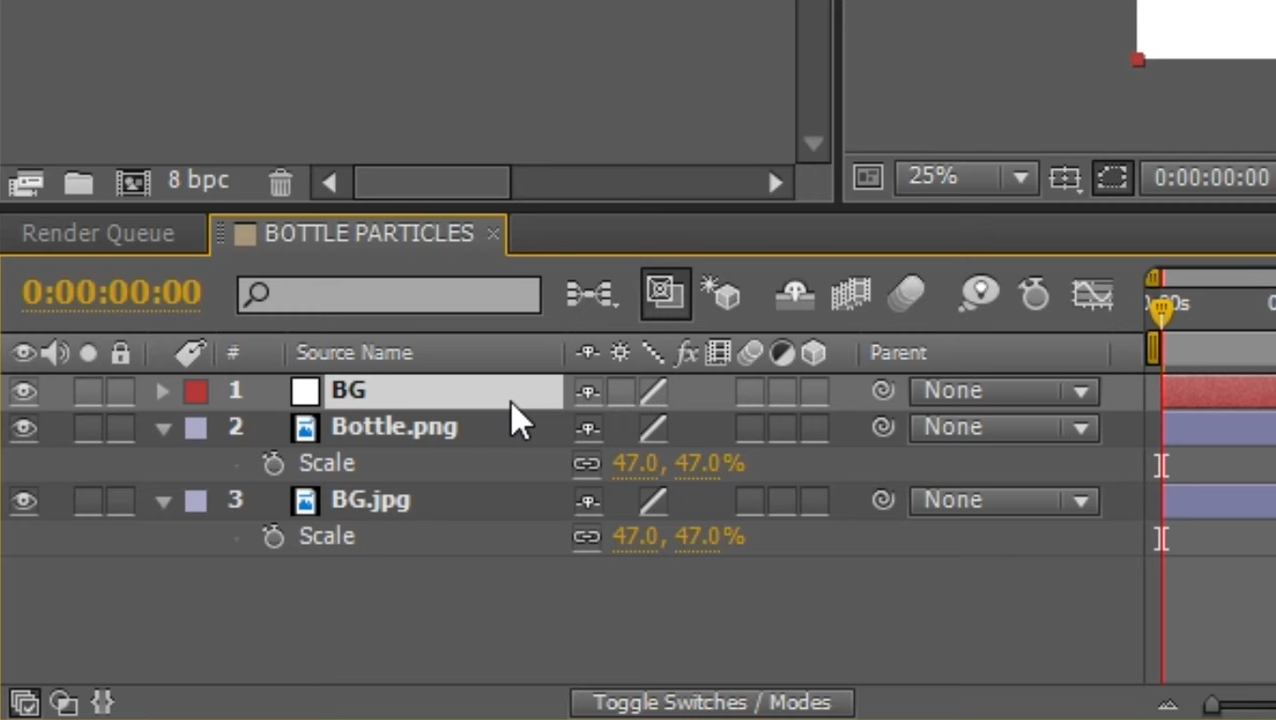 8 bpc
25%
0:00:00:00
Render Queue
BOTTLE PARTICLES
0:00:00:00
# Source Name fx Parent
1 BG None
2 Bottle.png None
Scale 47.0, 47.0%
3 BG.jpg None
Scale 47.0, 47.0%
Toggle Switches / Modes